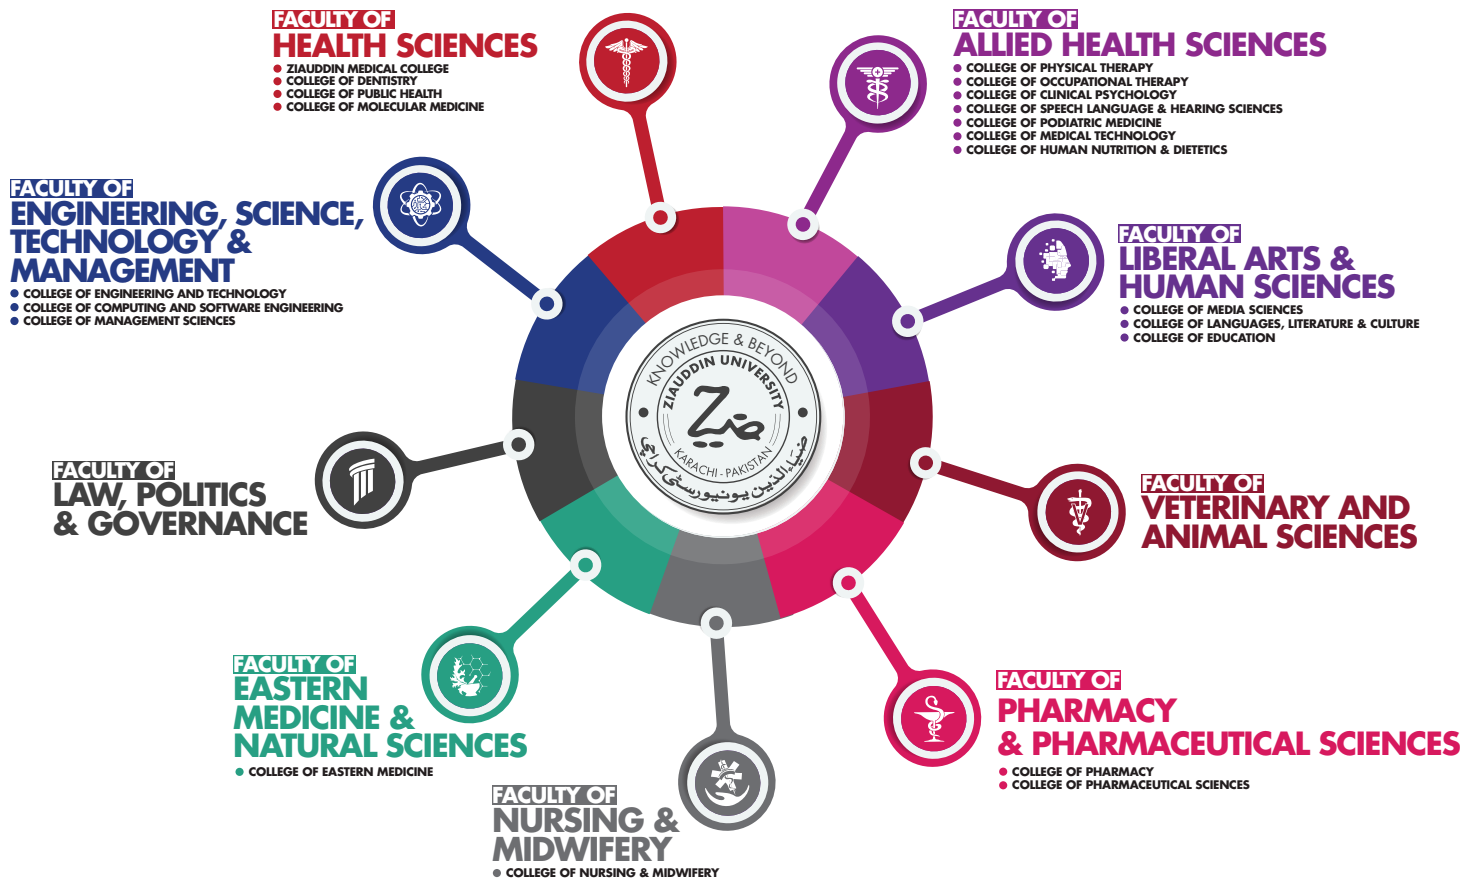 FACULTY OF
HEALTH SCIENCES
ZIAUDDIN MEDICAL COLLEGE
COLLEGE OF DENTISTRY
COLLEGE OF PUBLIC HEALTH
COLLEGE OF MOLECULAR MEDICINE
FACULTY OF
ALLIED HEALTH SCIENCES
COLLEGE OF PHYSICAL THERAPY
COLLEGE OF OCCUPATIONAL THERAPY
COLLEGE OF CLINICAL PSYCHOLOGY
COLLEGE OF SPEECH LANGUAGE & HEARING SCIENCES
COLLEGE OF PODIATRIC MEDICINE
COLLEGE OF MEDICAL TECHNOLOGY
COLLEGE OF HUMAN NUTRITION & DIETETICS
FACULTY OF
ENGINEERING, SCIENCE,
TECHNOLOGY &
MANAGEMENT
COLLEGE OF ENGINEERING AND TECHNOLOGY
COLLEGE OF COMPUTING AND SOFTWARE ENGINEERING
COLLEGE OF MANAGEMENT SCIENCES
FACULTY OF
LIBERAL ARTS &
HUMAN SCIENCES
COLLEGE OF MEDIA SCIENCES
COLLEGE OF LANGUAGES, LITERATURE & CULTURE
COLLEGE OF EDUCATION
KNOWLEDGE & BEYOND
ZIAUDDIN UNIVERSITY
Z
ضیا
KARACHI - PAKISTAN
ضیاءالدین یونیورسٹی کراچی
FACULTY OF
LAW, POLITICS
& GOVERNANCE
FACULTY OF
VETERINARY AND
ANIMAL SCIENCES
FACULTY OF
EASTERN
MEDICINE &
NATURAL SCIENCES
COLLEGE OF EASTERN MEDICINE
FACULTY OF
PHARMACY
& PHARMACEUTICAL SCIENCES
COLLEGE OF PHARMACY
COLLEGE OF PHARMACEUTICAL SCIENCES
FACULTY OF
NURSING &
MIDWIFERY
COLLEGE OF NURSING & MIDWIFERY